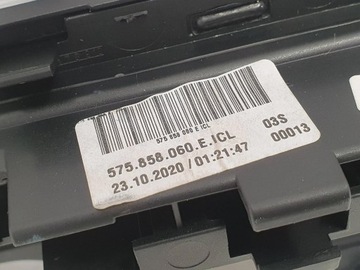 575 858 060 E ICL
575.858.060.E.ICL 03S
23.10.2020 / 01:21:47 00013